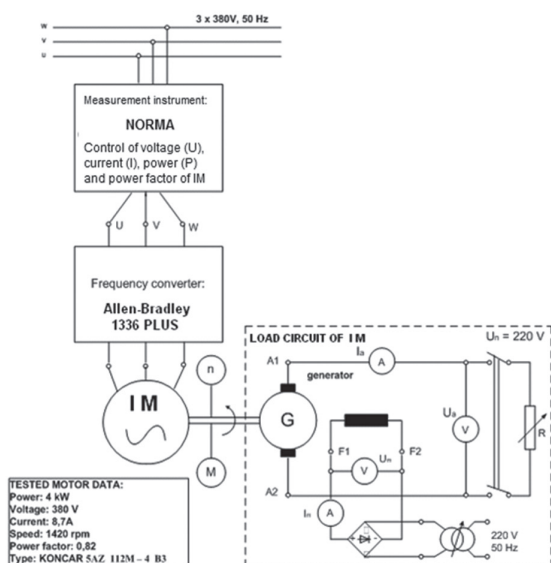 3 x 380V, 50 Hz
W
V
U
Measurement instrument:
NORMA
Control of voltage (U),
current (I), power (P)
and power factor of IM
U V W
Frequency converter:
Allen-Bradley
1336 PLUS
n
I M
M
LOAD CIRCUIT OF I M
Uₙ = 220 V
Iₐ
A1 A
generator
G
Uₐ
V
R
F1 F2
Uₘ
V
A2
Iₘ A
220 V
50 Hz
TESTED MOTOR DATA:
Power: 4 kW
Voltage: 380 V
Current: 8,7A
Speed: 1420 rpm
Power factor: 0,82
Type: KONCAR 5AZ 112M – 4 B3